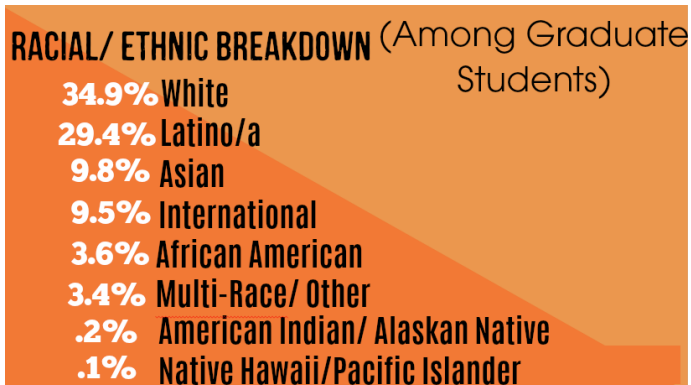 RACIAL/ ETHNIC BREAKDOWN (Among Graduate
Students)
34.9% White
29.4% Latino/a
9.8% Asian
9.5% International
3.6% African American
3.4% Multi-Race/ Other
.2% American Indian/ Alaskan Native
.1% Native Hawaii/Pacific Islander